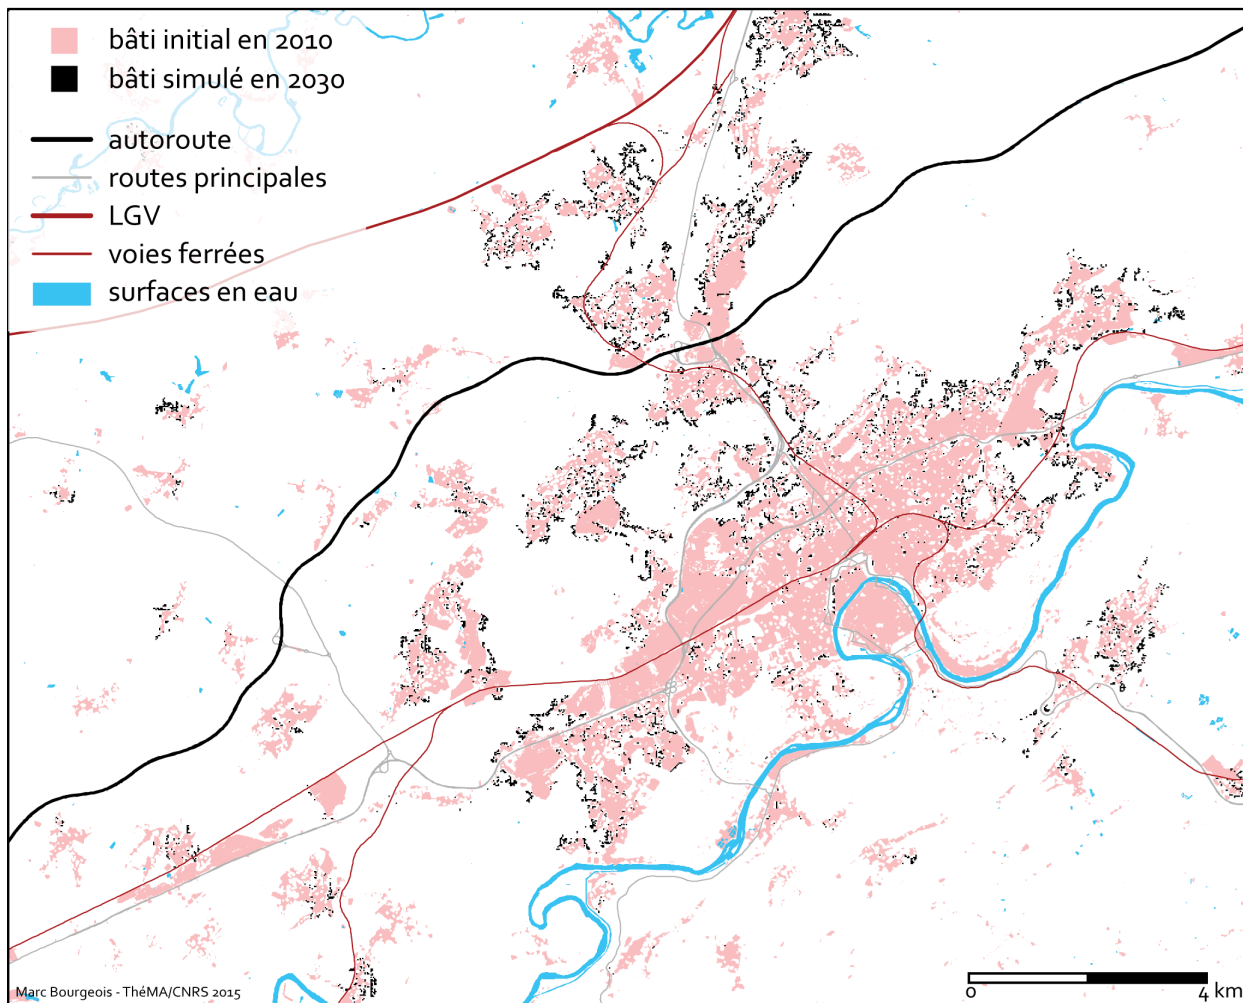 bâti initial en 2010
bâti simulé en 2030
autoroute
routes principales
LGV
voies ferrées
surfaces en eau
Marc Bourgeois - ThéMA/CNRS 2015
0 4 km